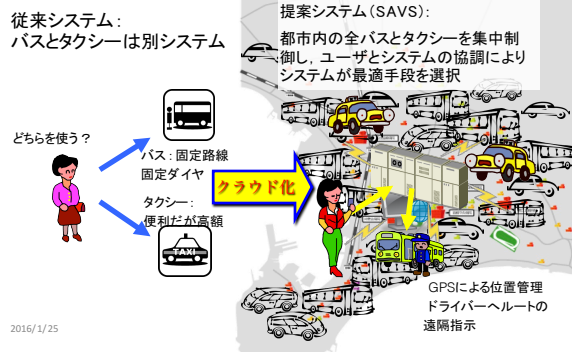 従来システム：
バスとタクシーは別システム
提案システム（SAVS）：
都市内の全バスとタクシーを集中制
御し，ユーザとシステムの協調により
システムが最適手段を選択
どちらを使う？
バス：固定路線
固定ダイヤ
タクシー：
便利だが高額
TAXI
クラウド化
GPSによる位置管理
ドライバーへルートの
遠隔指示
2016/1/25